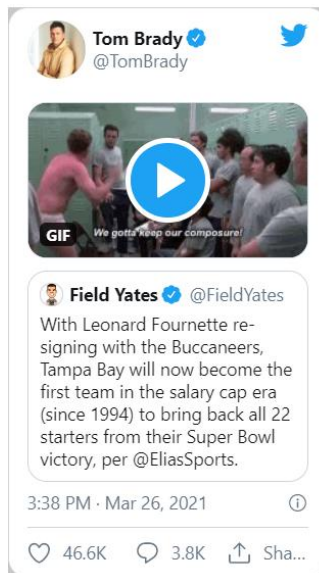 Tom Brady
@TomBrady
GIF
We gotta keep our composure!
Field Yates @FieldYates
With Leonard Fournette re-
signing with the Buccaneers,
Tampa Bay will now become the
first team in the salary cap era
(since 1994) to bring back all 22
starters from their Super Bowl
victory, per @EliasSports.
3:38 PM · Mar 26, 2021
46.6K 3.8K Sha...